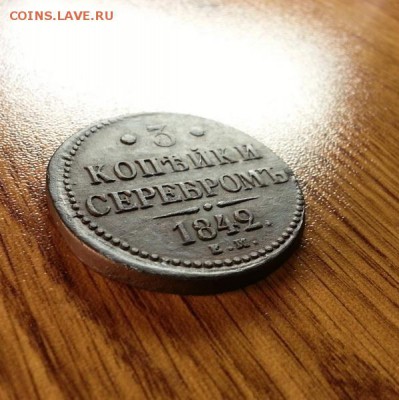 COINS.LAVE.RU
· 3 ·
КОПѢЙКИ
СЕРЕБРОМЪ
1842.
Е.М.